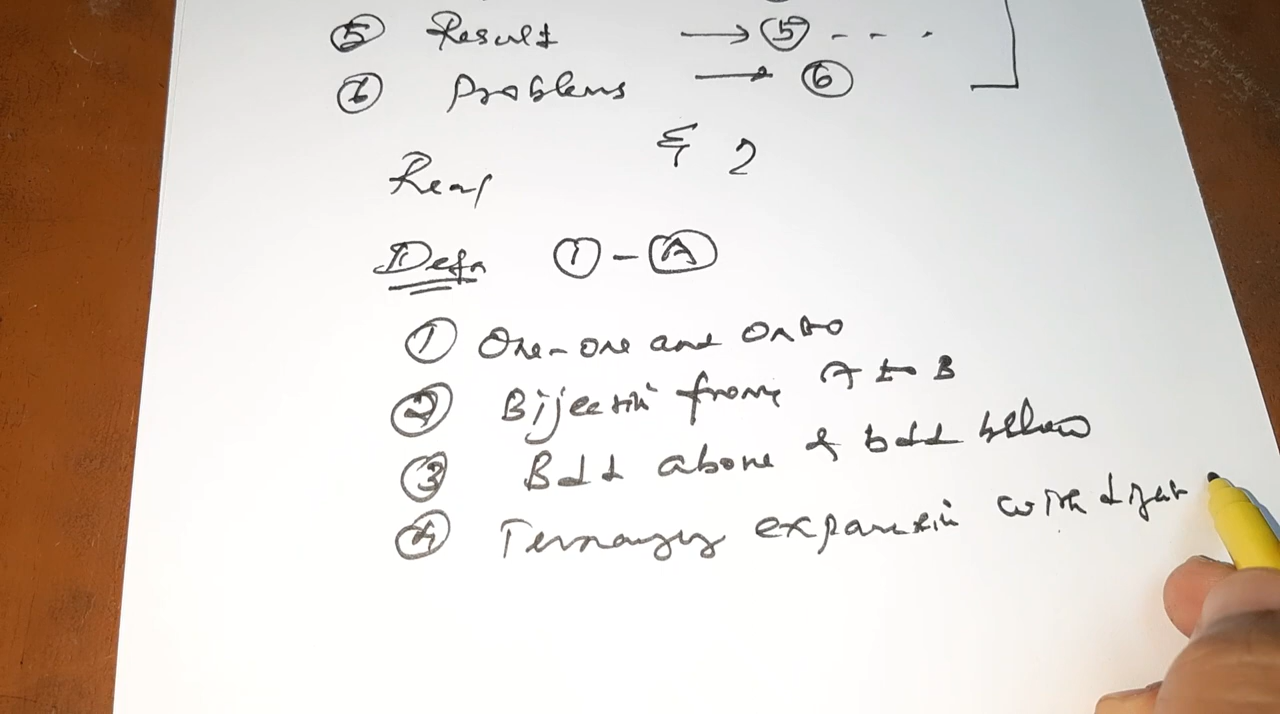 ⑤ Result → ⑤ - - -
⑥ Problems → ⑥
& 2
Real
Defn ① - Ⓐ
① One-one and onto
② Bijection from A to B
③ Bdd above & bdd below
④ Ternary expansion with digit